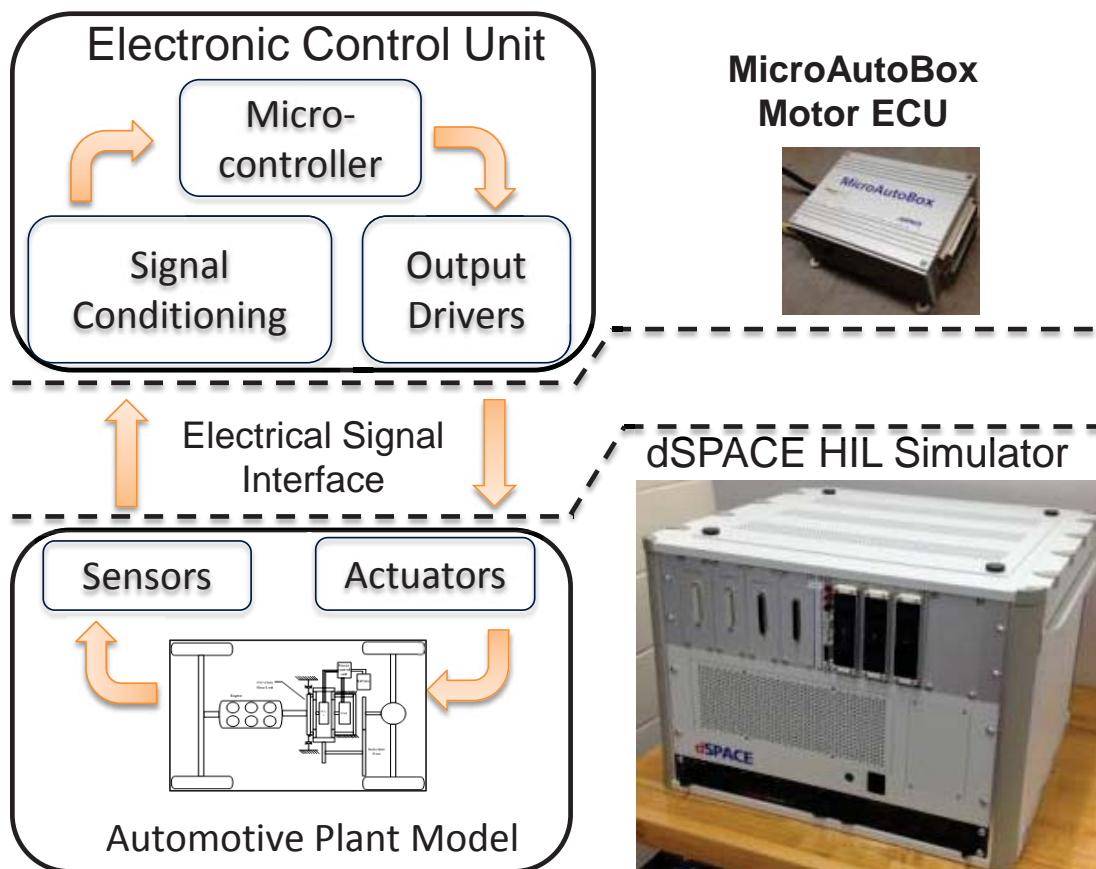 Electronic Control Unit
Micro-
controller
Signal
Conditioning
Output
Drivers
MicroAutoBox
Motor ECU
MicroAutoBox
dSPACE
Electrical Signal
Interface
dSPACE HIL Simulator
Sensors
Actuators
Engine
dSPACE
Automotive Plant Model